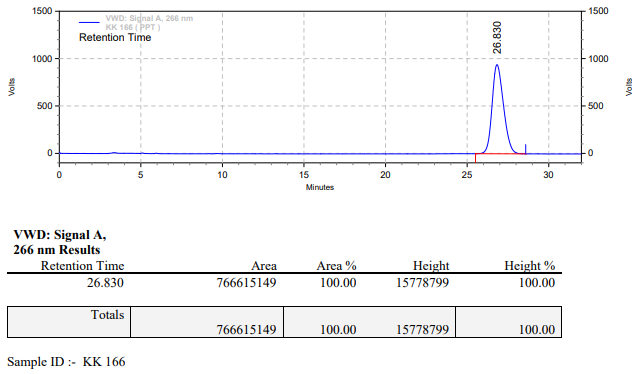 VWD: Signal A, 266 nm
KK 166 ( PPT )
Retention Time
1500 1500
1000 1000
500 500
0 0
Volts Volts
26.830
0 5 10 15 20 25 30
Minutes
VWD: Signal A,
266 nm Results
Retention Time Area Area % Height Height %
26.830 766615149 100.00 15778799 100.00
Totals
766615149 100.00 15778799 100.00
Sample ID :- KK 166